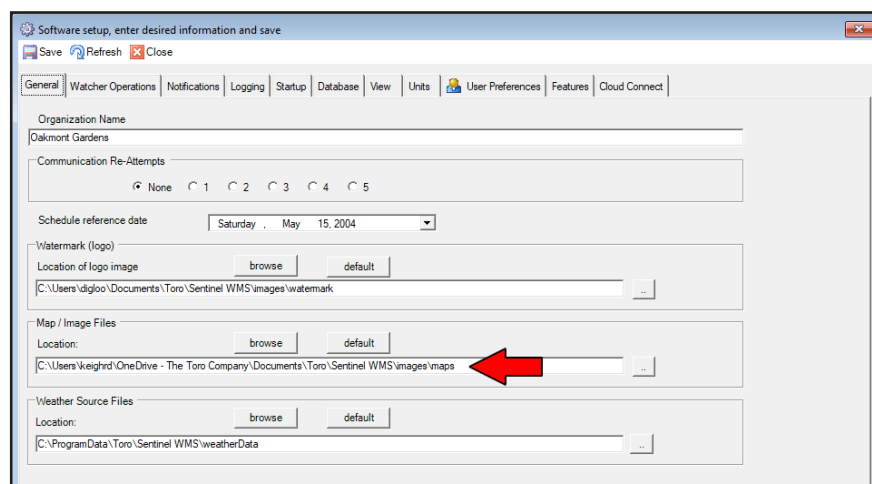 Software setup, enter desired information and save
Save Refresh Close
General Watcher Operations Notifications Logging Startup Database View Units User Preferences Features Cloud Connect
Organization Name
Oakmont Gardens
Communication Re-Attempts
None 1 2 3 4 5
Schedule reference date Saturday , May 15, 2004
Watermark (logo)
Location of logo image browse default
C:\Users\digloo\Documents\Toro\Sentinel WMS\images\watermark ..
Map / Image Files
Location: browse default
C:\Users\keighrd\OneDrive - The Toro Company\Documents\Toro\Sentinel WMS\images\maps ..
Weather Source Files
Location: browse default
C:\ProgramData\Toro\Sentinel WMS\weatherData ..